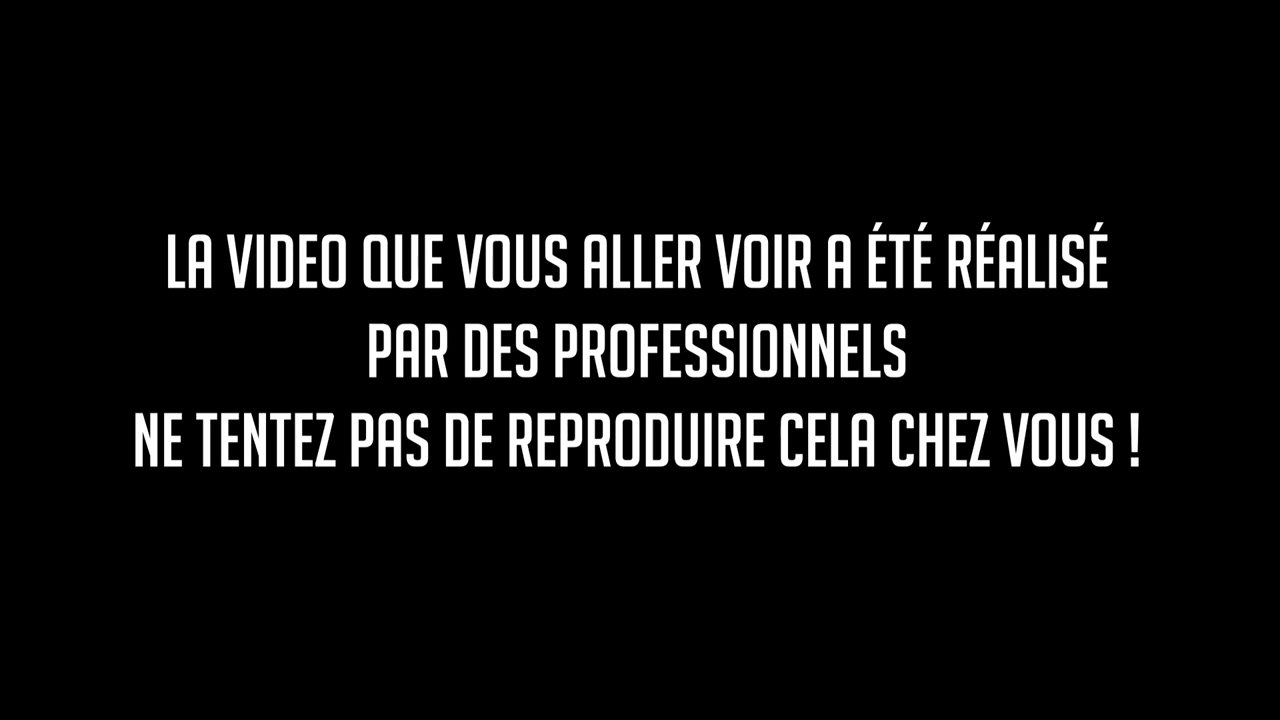 LA VIDEO QUE VOUS ALLER VOIR A ÉTÉ RÉALISÉ
PAR DES PROFESSIONNELS
NE TENTEZ PAS DE REPRODUIRE CELA CHEZ VOUS !